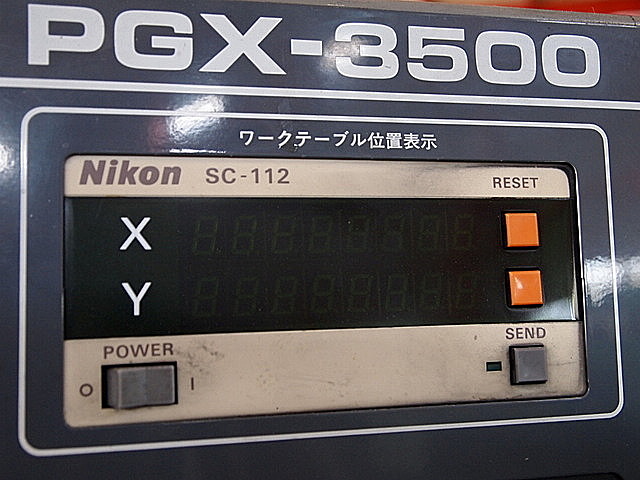 PGX-3500
ワークテーブル位置表示
Nikon SC-112
RESET
X
Y
POWER
O I
SEND